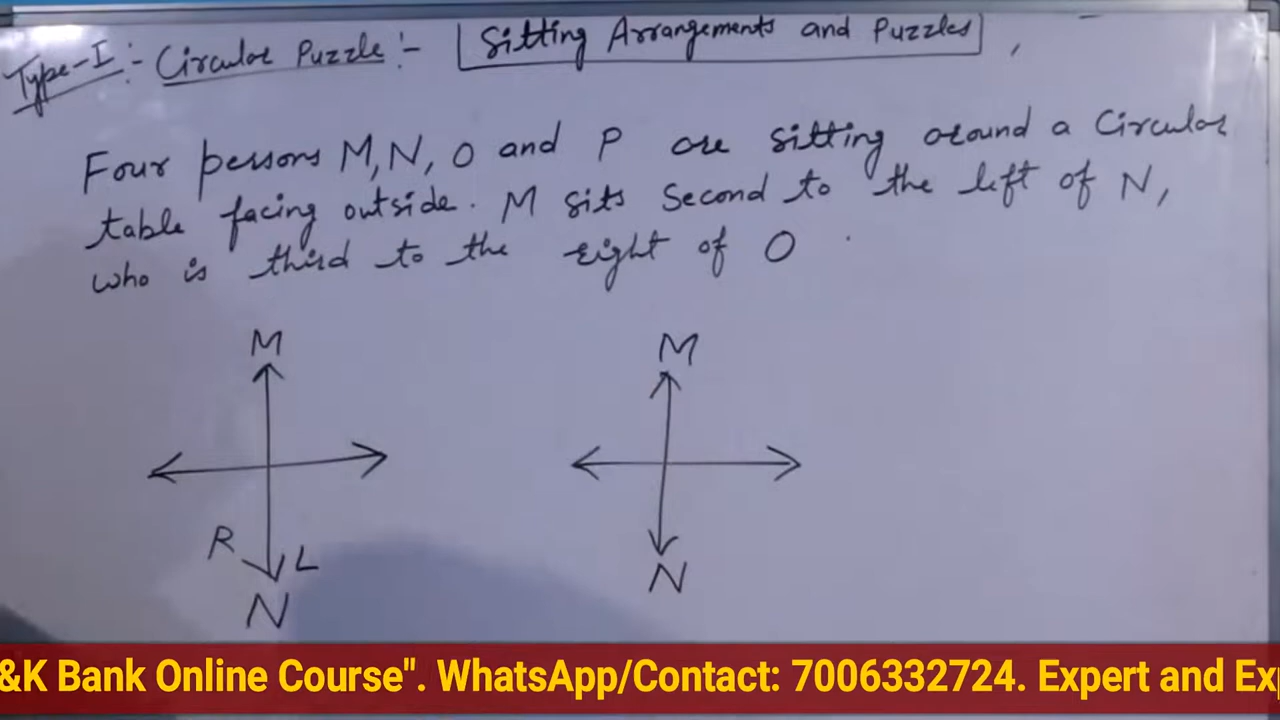 Type-I :- Circular Puzzle :- Sitting Arrangements and Puzzles ,
Four persons M, N, O and P are sitting around a Circular
table facing outside. M sits Second to the left of N,
who is third to the right of O .
M M
R L
N N
&K Bank Online Course". WhatsApp/Contact: 7006332724. Expert and Exp